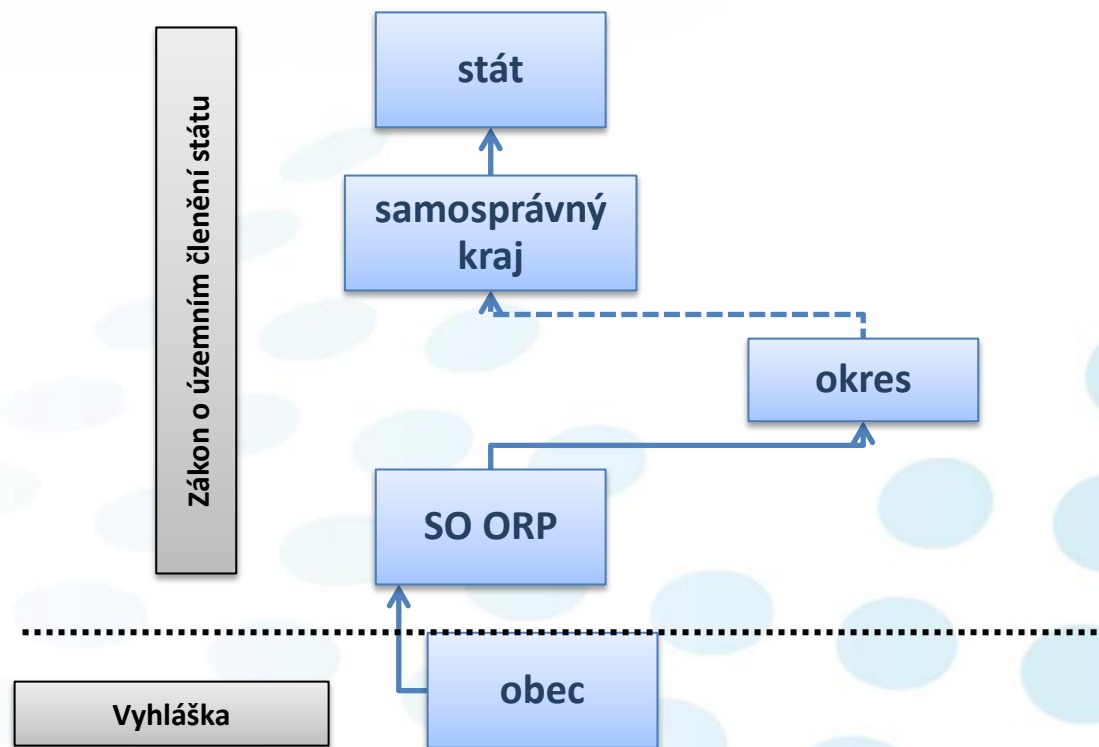 stát
Zákon o územním členění státu
samosprávný
kraj
okres
SO ORP
obec
Vyhláška